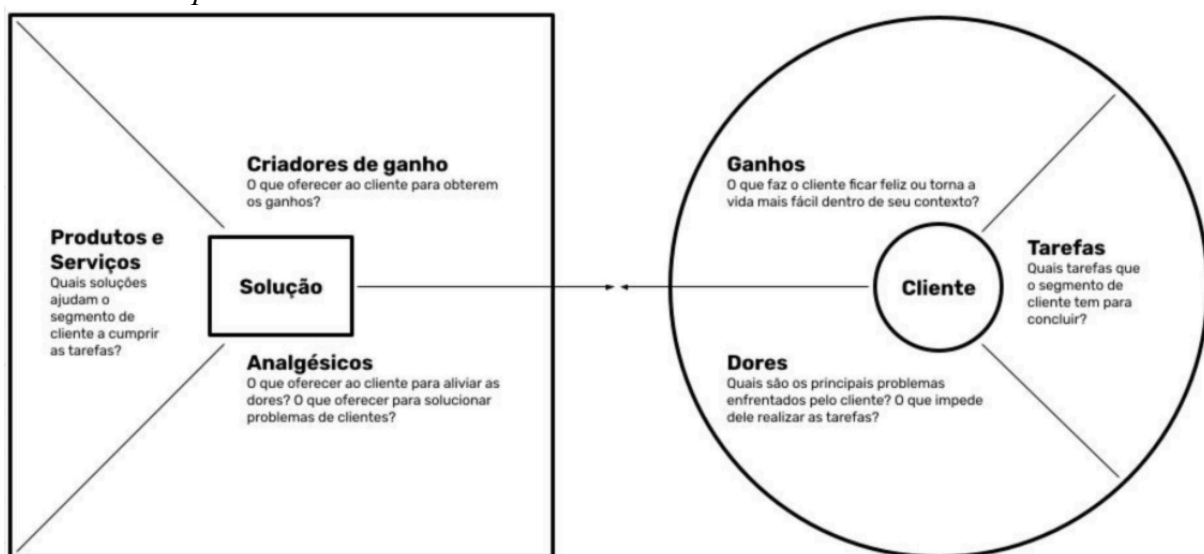 Criadores de ganho
O que oferecer ao cliente para obterem
os ganhos?
Produtos e
Serviços
Quais soluções
ajudam o
segmento de
cliente a cumprir
as tarefas?
Solução
Analgésicos
O que oferecer ao cliente para aliviar as
dores? O que oferecer para solucionar
problemas de clientes?
Ganhos
O que faz o cliente ficar feliz ou torna a
vida mais fácil dentro de seu contexto?
Cliente
Tarefas
Quais tarefas que
o segmento de
cliente tem para
concluir?
Dores
Quais são os principais problemas
enfrentados pelo cliente? O que impede
dele realizar as tarefas?